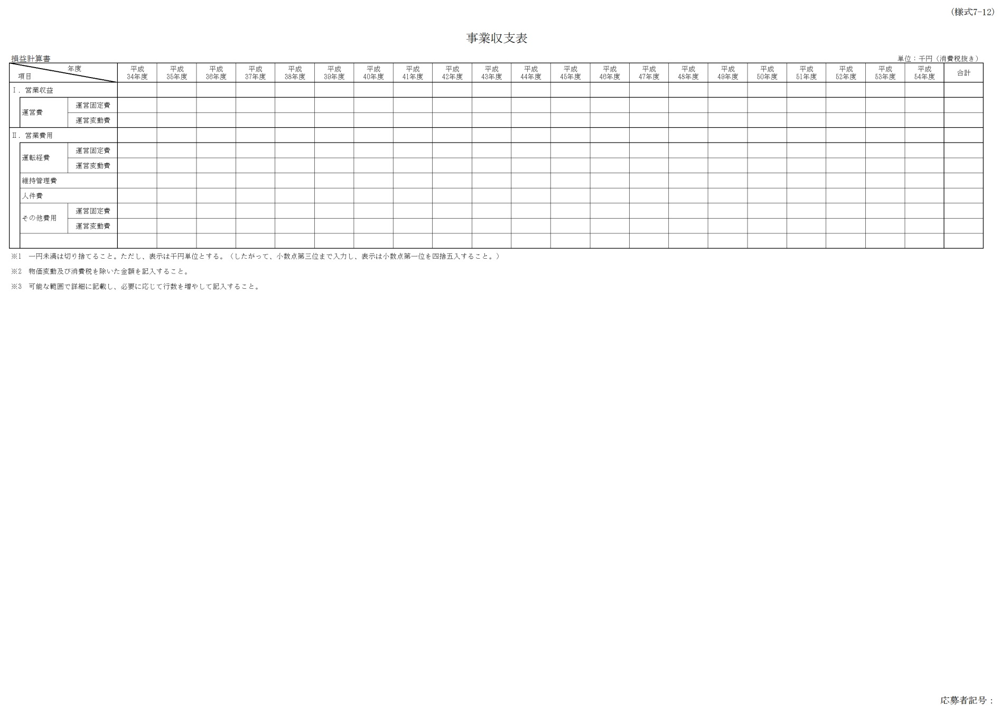 （様式7-12）
事業収支表
損益計算書
単位：千円（消費税抜き）
年度
項目
平成34年度 平成35年度 平成36年度 平成37年度 平成38年度 平成39年度 平成40年度 平成41年度 平成42年度 平成43年度 平成44年度 平成45年度 平成46年度 平成47年度 平成48年度 平成49年度 平成50年度 平成51年度 平成52年度 平成53年度 平成54年度 合計
Ⅰ．営業収益
運営費
運営固定費
運営変動費
Ⅱ．営業費用
運転経費
運営固定費
運営変動費
維持管理費
人件費
その他費用
運営固定費
運営変動費
※1　一円未満は切り捨てること。ただし、表示は千円単位とする。（したがって、小数点第三位まで入力し、表示は小数点第一位を四捨五入すること。）
※2　物価変動及び消費税を除いた金額を記入すること。
※3　可能な範囲で詳細に記載し、必要に応じて行数を増やして記入すること。
応募者記号：